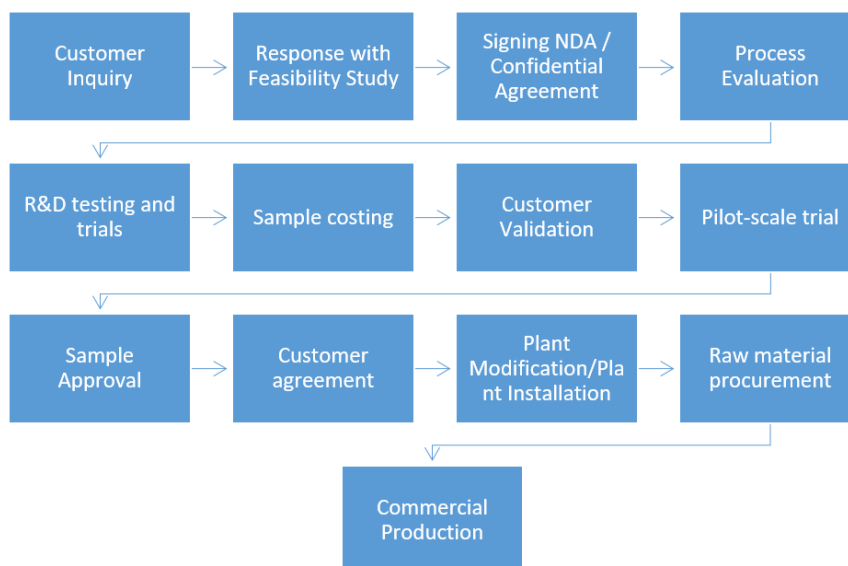 Customer
Inquiry
Response with
Feasibility Study
Signing NDA /
Confidential
Agreement
Process
Evaluation
R&D testing and
trials
Sample costing
Customer
Validation
Pilot-scale trial
Sample
Approval
Customer
agreement
Plant
Modification/Pla
nt Installation
Raw material
procurement
Commercial
Production